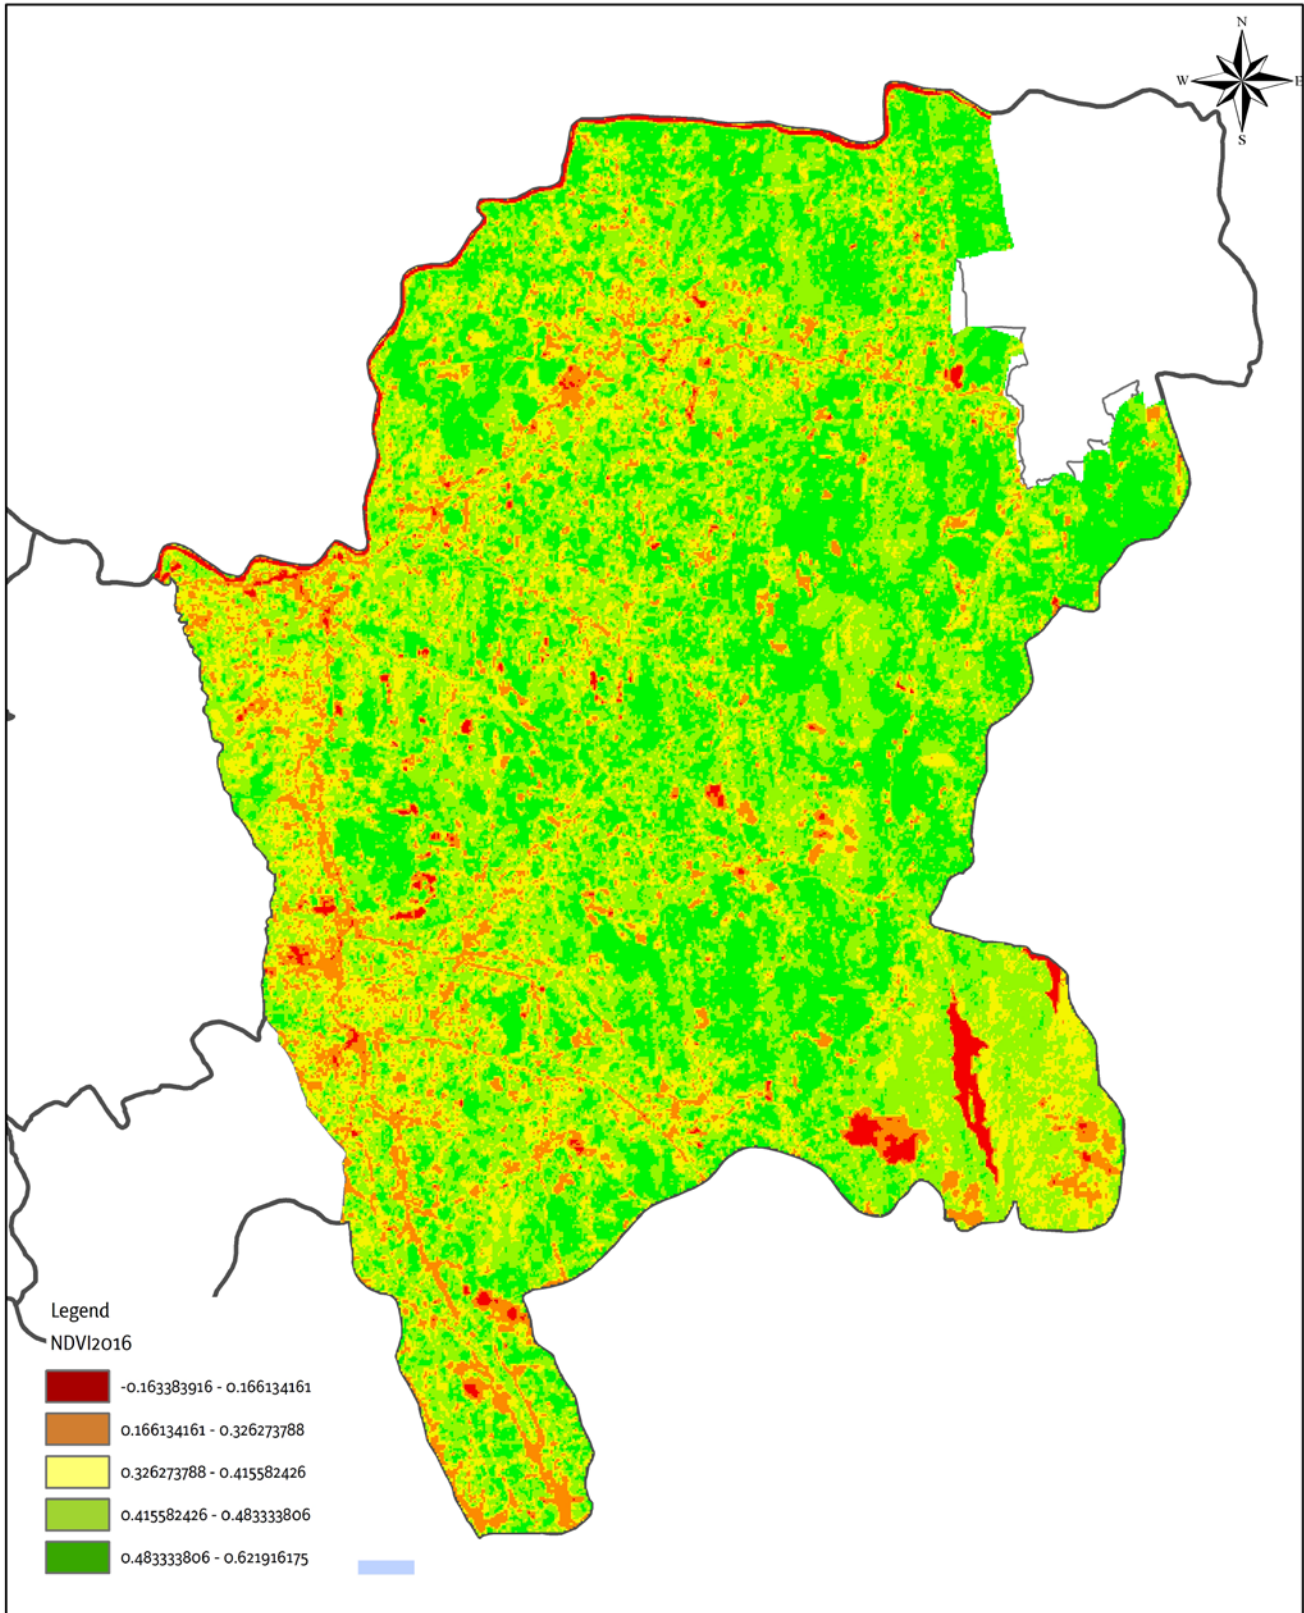 N
W
E
S
Legend
NDVI2016
-0.163383916 - 0.166134161
0.166134161 - 0.326273788
0.326273788 - 0.415582426
0.415582426 - 0.483333806
0.483333806 - 0.621916175